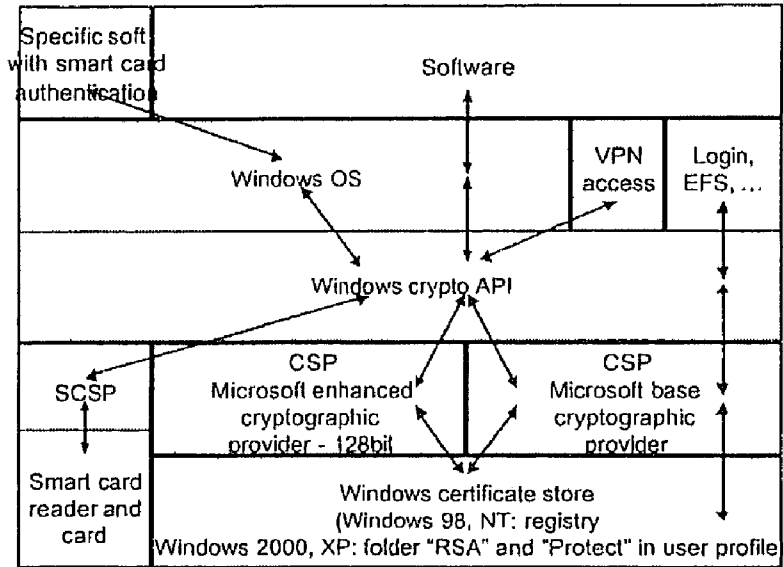 Specific soft
with smart card
authentication
Software
Windows OS
VPN
access
Login,
EFS, ...
Windows crypto API
SCSP
CSP
Microsoft enhanced
cryptographic
provider - 128bit
CSP
Microsoft base
cryptographic
provider
Smart card
reader and
card
Windows certificate store
(Windows 98, NT: registry
Windows 2000, XP: folder "RSA" and "Protect" in user profile